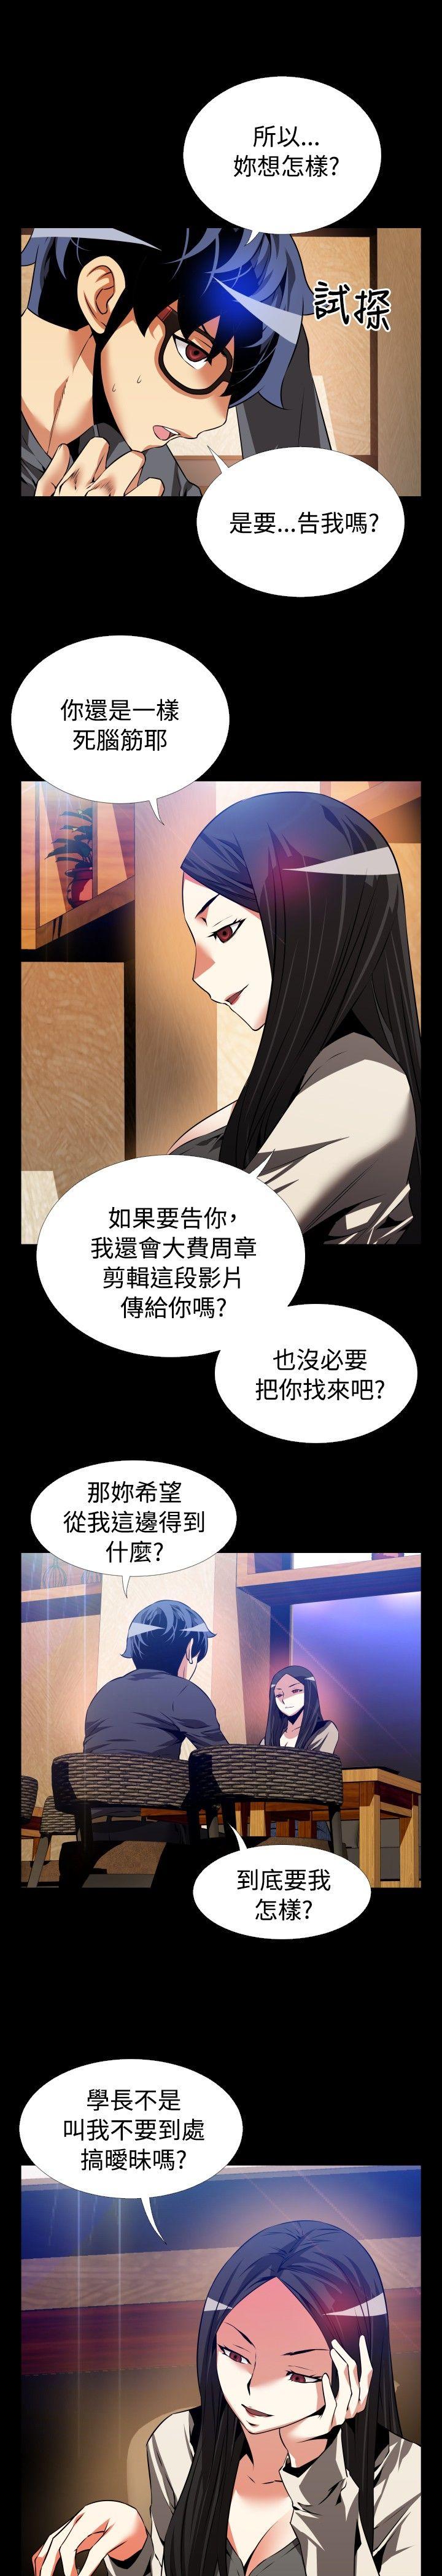 所以...
妳想怎樣?
試探
是要...告我嗎?
你還是一樣
死腦筋耶
如果要告你,
我還會大費周章
剪輯這段影片
傳給你嗎?
也沒必要
把你找來吧?
那妳希望
從我這邊得到
什麼?
到底要我
怎樣?
學長不是
叫我不要到處
搞曖昧嗎?